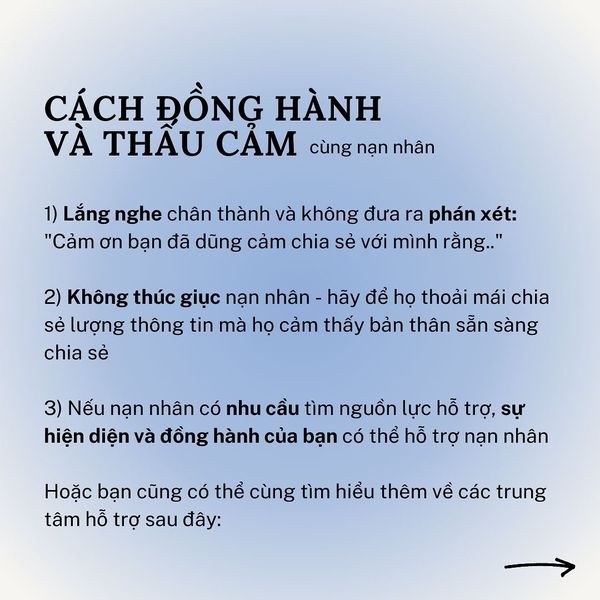 CÁCH ĐỒNG HÀNH
VÀ THẤU CẢM cùng nạn nhân
1) Lắng nghe chân thành và không đưa ra phán xét:
"Cảm ơn bạn đã dũng cảm chia sẻ với mình rằng.."
2) Không thúc giục nạn nhân - hãy để họ thoải mái chia
sẻ lượng thông tin mà họ cảm thấy bản thân sẵn sàng
chia sẻ
3) Nếu nạn nhân có nhu cầu tìm nguồn lực hỗ trợ, sự
hiện diện và đồng hành của bạn có thể hỗ trợ nạn nhân
Hoặc bạn cũng có thể cùng tìm hiểu thêm về các trung
tâm hỗ trợ sau đây: